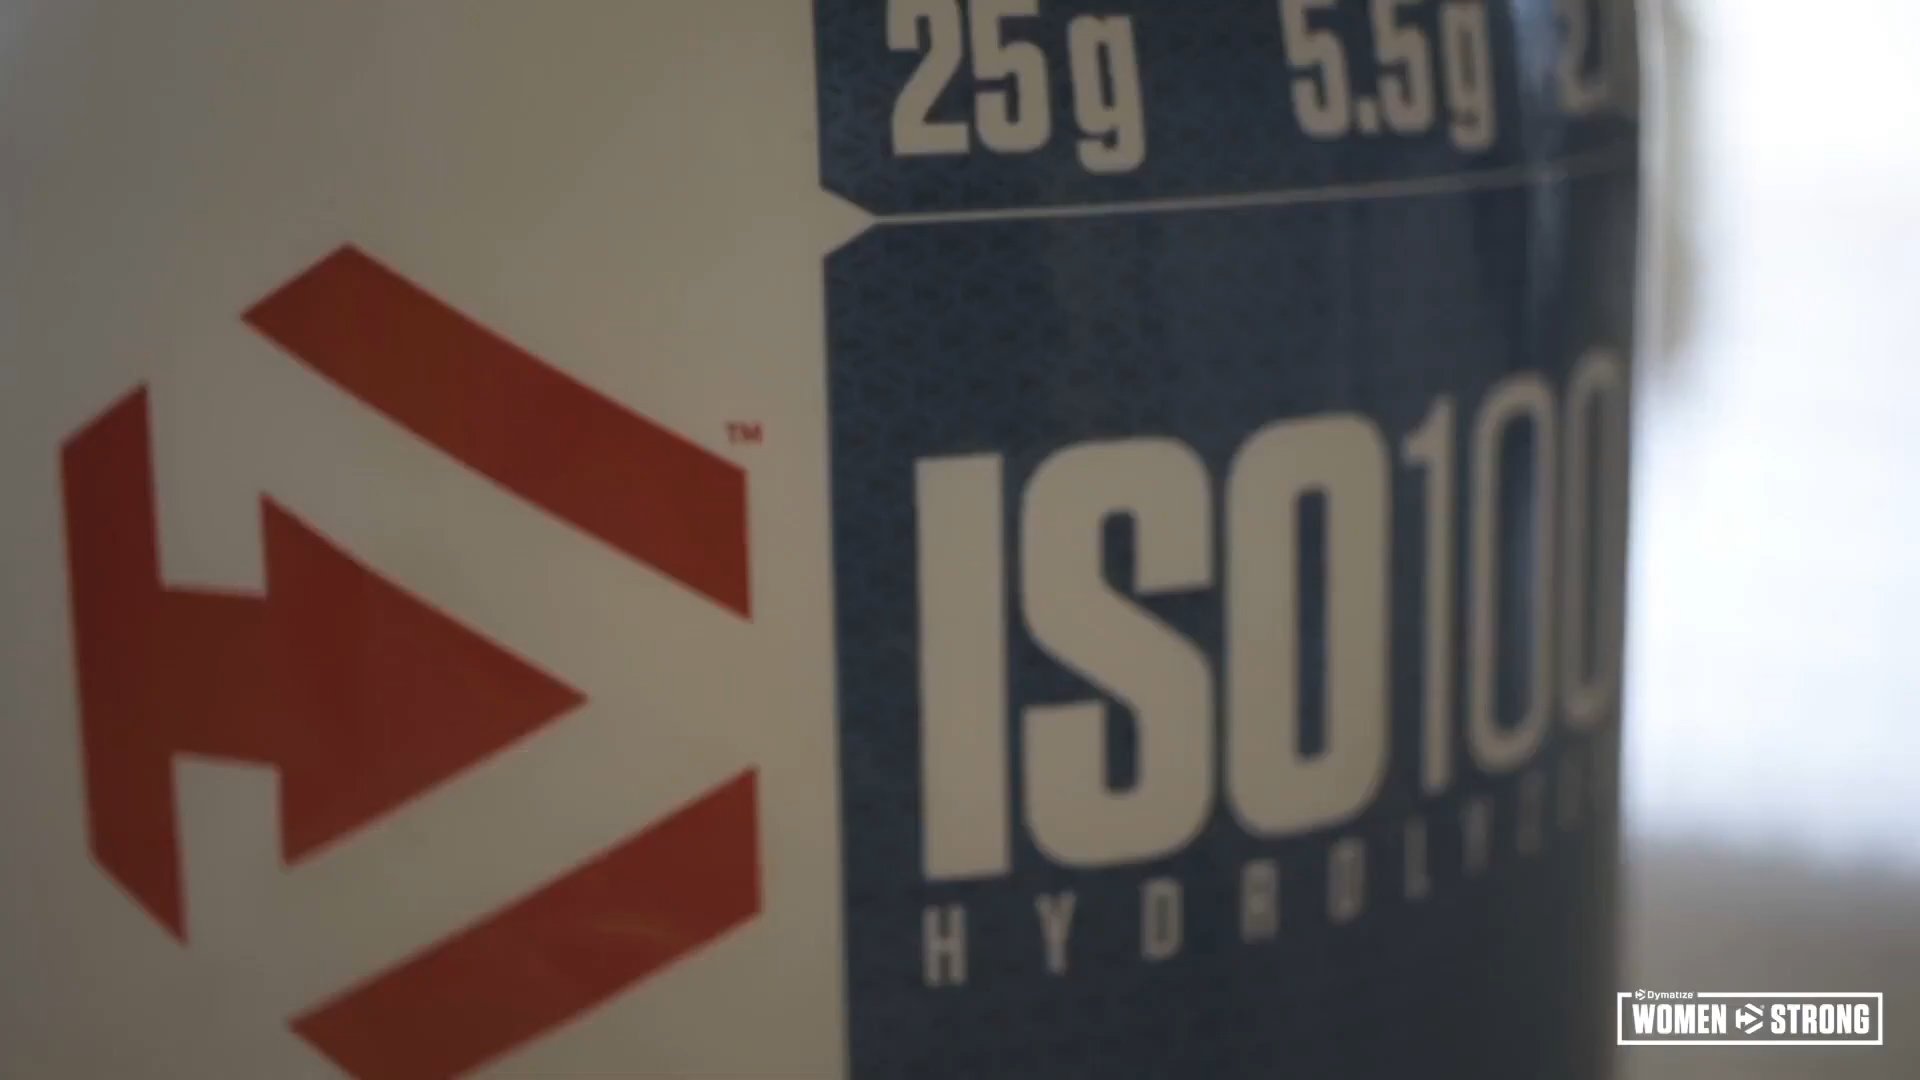 25g 5.5g
TM
ISO100
HYDROLYZED
Dymatize
WOMEN STRONG